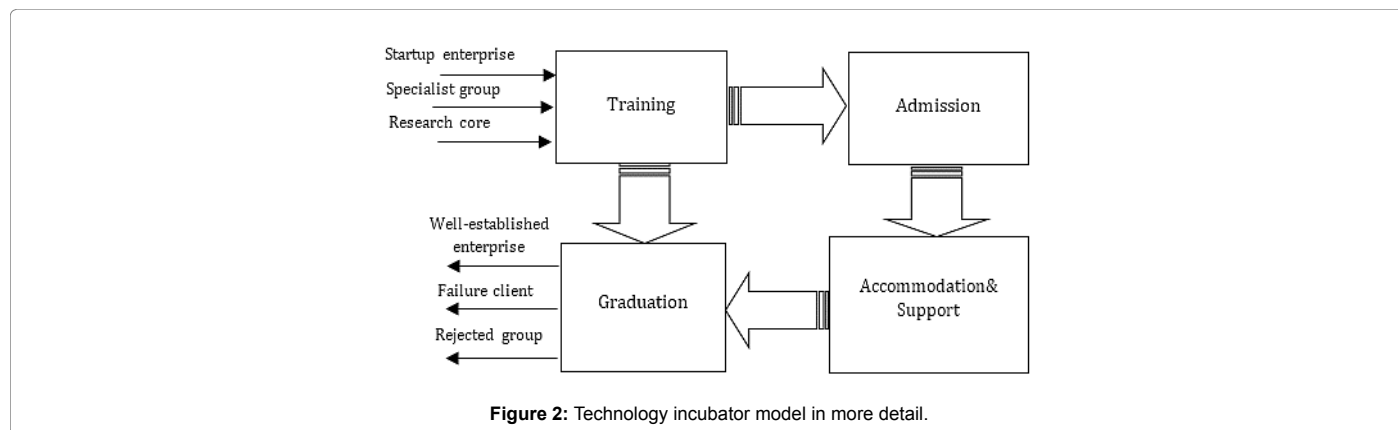 Startup enterprise
Specialist group
Research core
Training
Admission
Well-established
enterprise
Failure client
Rejected group
Graduation
Accommodation&
Support
Figure 2: Technology incubator model in more detail.